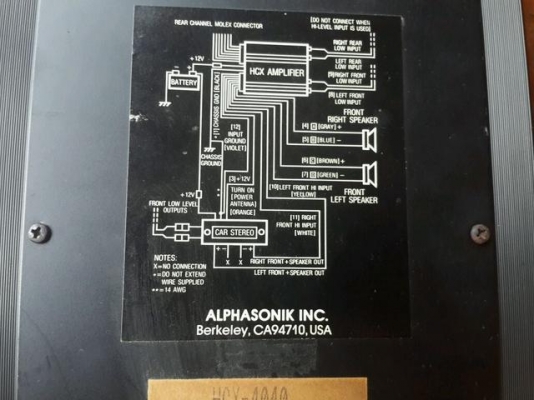 REAR CHANNEL MOLEX CONNECTOR
[DO NOT CONNECT WHEN
HI-LEVEL INPUT IS USED]
+12V
BATTERY
HCX AMPLIFIER
RIGHT REAR
LOW INPUT
LEFT REAR
LOW INPUT
[9] RIGHT FRONT
LOW INPUT
[8] LEFT FRONT LOW INPUT
* [1] CHASSIS GND [BLACK]
FRONT
RIGHT SPEAKER
[4] [GRAY] +
[5] [BLUE] -
[6] [BROWN] +
[7] [GREEN] -
FRONT
LEFT SPEAKER
[12]
INPUT
GROUND
[VIOLET]
CHASSIS
GROUND
[3] +12V
TURN ON
[POWER
ANTENNA]
[ORANGE]
[10] LEFT FRONT HI INPUT
[YELLOW]
[11] RIGHT
FRONT HI INPUT
[WHITE]
+12V
FRONT LOW LEVEL
OUTPUTS
CAR STEREO
+ - X X - +
RIGHT FRONT + SPEAKER OUT
LEFT FRONT + SPEAKER OUT
NOTES:
X = NO CONNECTION
* = DO NOT EXTEND
WIRE SUPPLIED
** = 14 AWG
ALPHASONIK INC.
Berkeley, CA94710, USA
HCX-4040